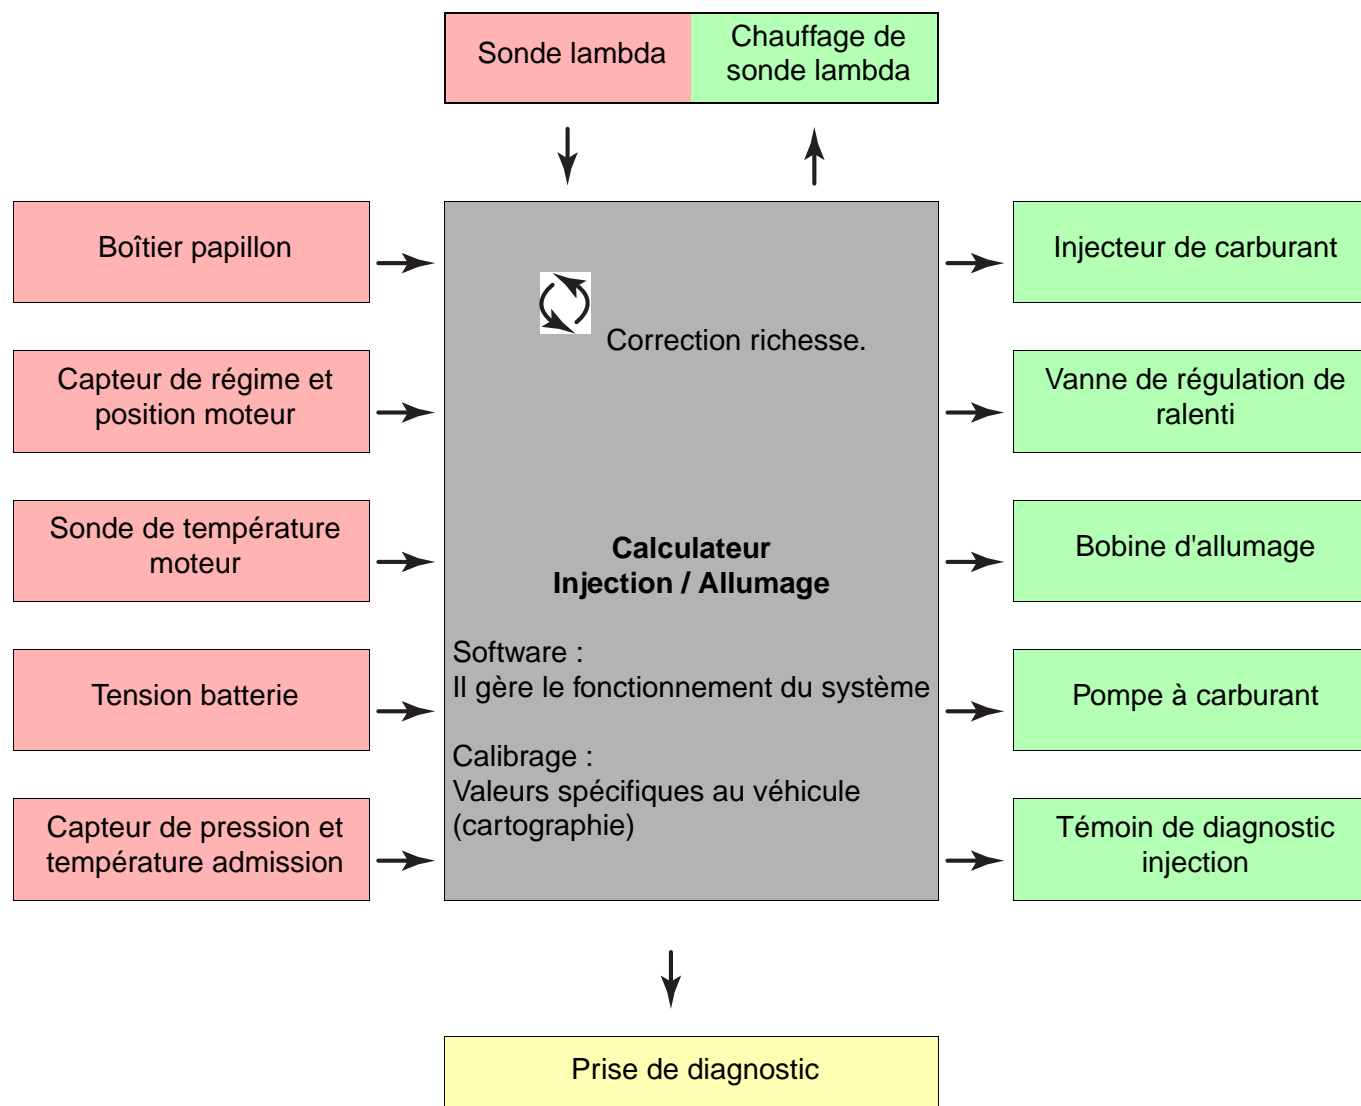 Sonde lambda
Chauffage de
sonde lambda
Boîtier papillon
Capteur de régime et
position moteur
Sonde de température
moteur
Tension batterie
Capteur de pression et
température admission
Correction richesse.
Calculateur
Injection / Allumage
Software :
Il gère le fonctionnement du système
Calibrage :
Valeurs spécifiques au véhicule
(cartographie)
Injecteur de carburant
Vanne de régulation de
ralenti
Bobine d'allumage
Pompe à carburant
Témoin de diagnostic
injection
Prise de diagnostic